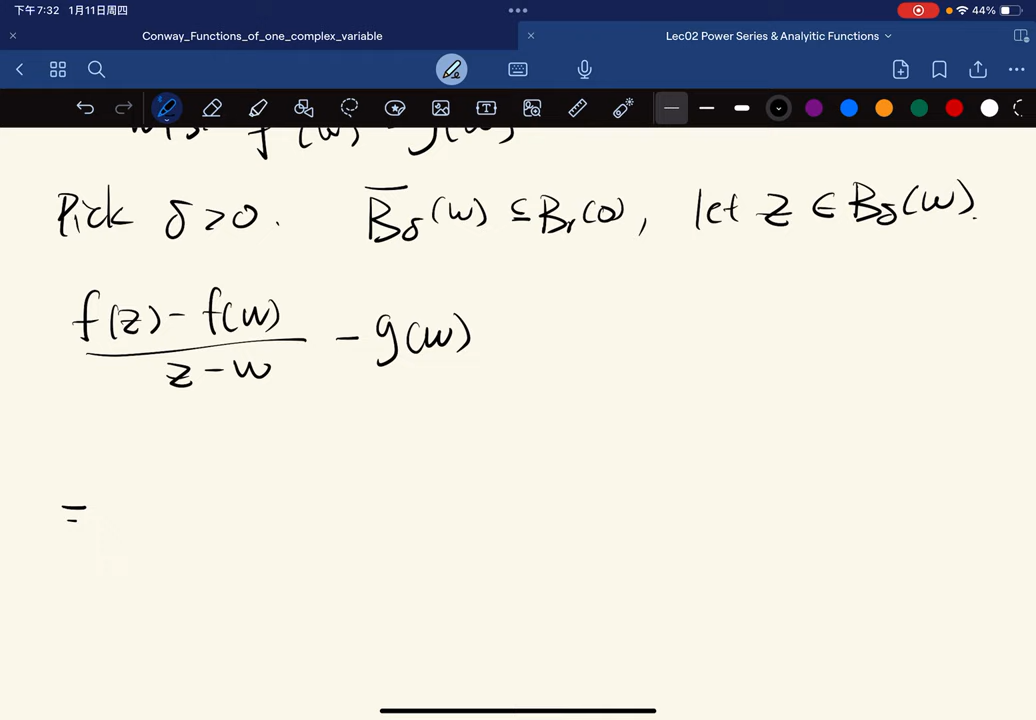 下午7:32 1月11日周四 44%
Conway_Functions_of_one_complex_variable Lec02 Power Series & Analyitic Functions
Pick δ>0. B̅δ(w) ⊆ Br(0), let z ∈ Bδ(w).
f(z) - f(w)
z - w
- g(w)
=